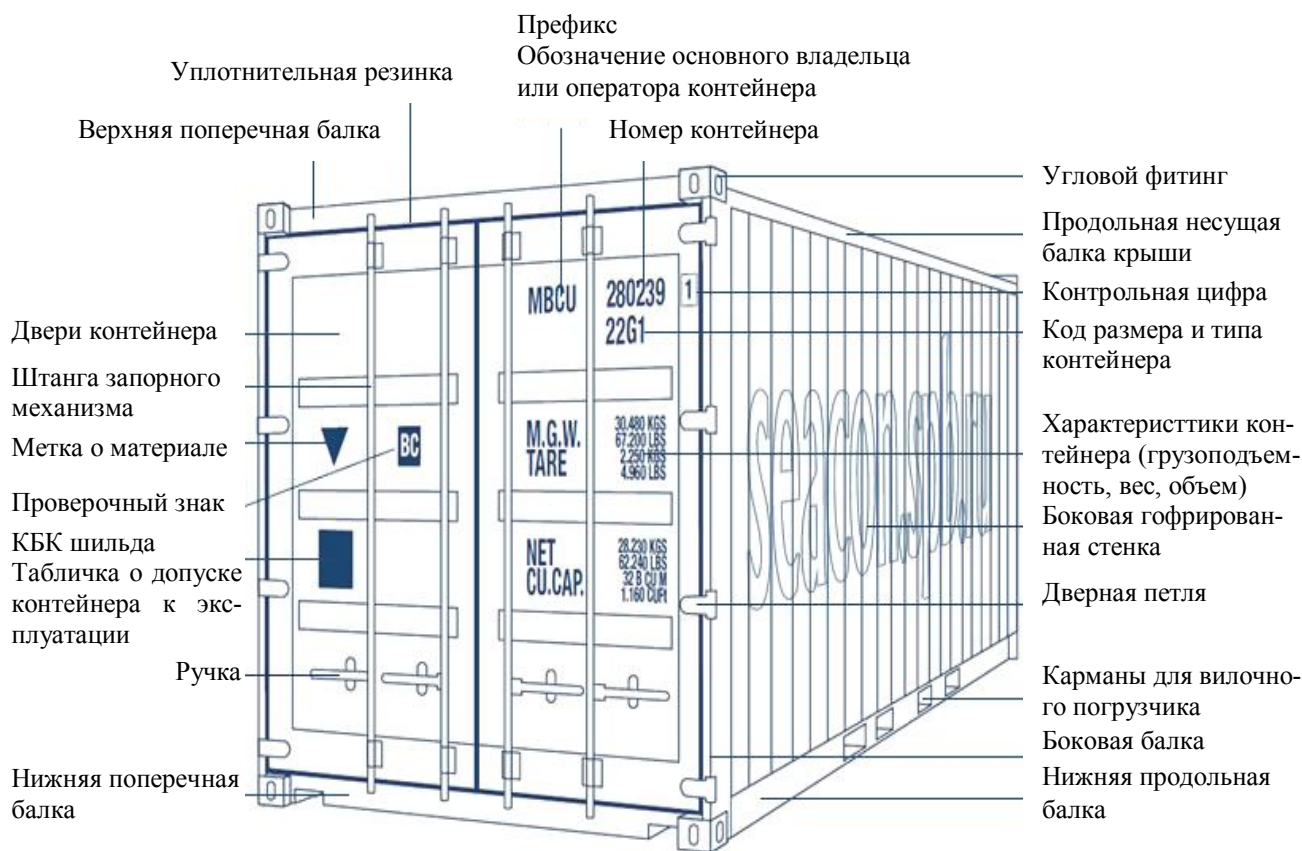 Префикс
Обозначение основного владельца
или оператора контейнера
Уплотнительная резинка
Верхняя поперечная балка
Номер контейнера
Угловой фитинг
Продольная несущая
балка крыши
Контрольная цифра
Код размера и типа
контейнера
Характеристтики кон-
тейнера (грузоподъем-
ность, вес, объем)
Боковая гофрирован-
ная стенка
Дверная петля
Карманы для вилочно-
го погрузчика
Боковая балка
Нижняя продольная
балка
Двери контейнера
Штанга запорного
механизма
Метка о материале
Проверочный знак
КБК шильда
Табличка о допуске
контейнера к экс-
плуатации
Ручка
Нижняя поперечная
балка
MBCU 280239 1
22G1
BC
M.G.W. 30.480 KGS
67.200 LBS
TARE 2.250 KGS
4.960 LBS
NET 28.230 KGS
62.240 LBS
CU.CAP. 32 B CU M
1.160 CUFt
seacon.spb.ru